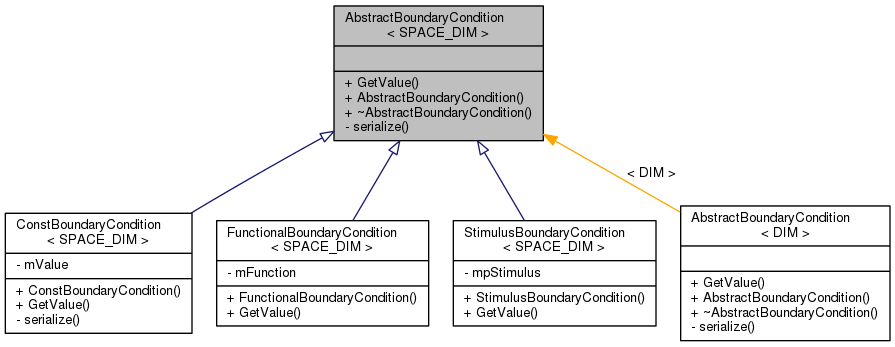 AbstractBoundaryCondition
< SPACE_DIM >
+ GetValue()
+ AbstractBoundaryCondition()
+ ~AbstractBoundaryCondition()
- serialize()
< DIM >
ConstBoundaryCondition
< SPACE_DIM >
- mValue
+ ConstBoundaryCondition()
+ GetValue()
- serialize()
FunctionalBoundaryCondition
< SPACE_DIM >
- mFunction
+ FunctionalBoundaryCondition()
+ GetValue()
StimulusBoundaryCondition
< SPACE_DIM >
- mpStimulus
+ StimulusBoundaryCondition()
+ GetValue()
AbstractBoundaryCondition
< DIM >
+ GetValue()
+ AbstractBoundaryCondition()
+ ~AbstractBoundaryCondition()
- serialize()